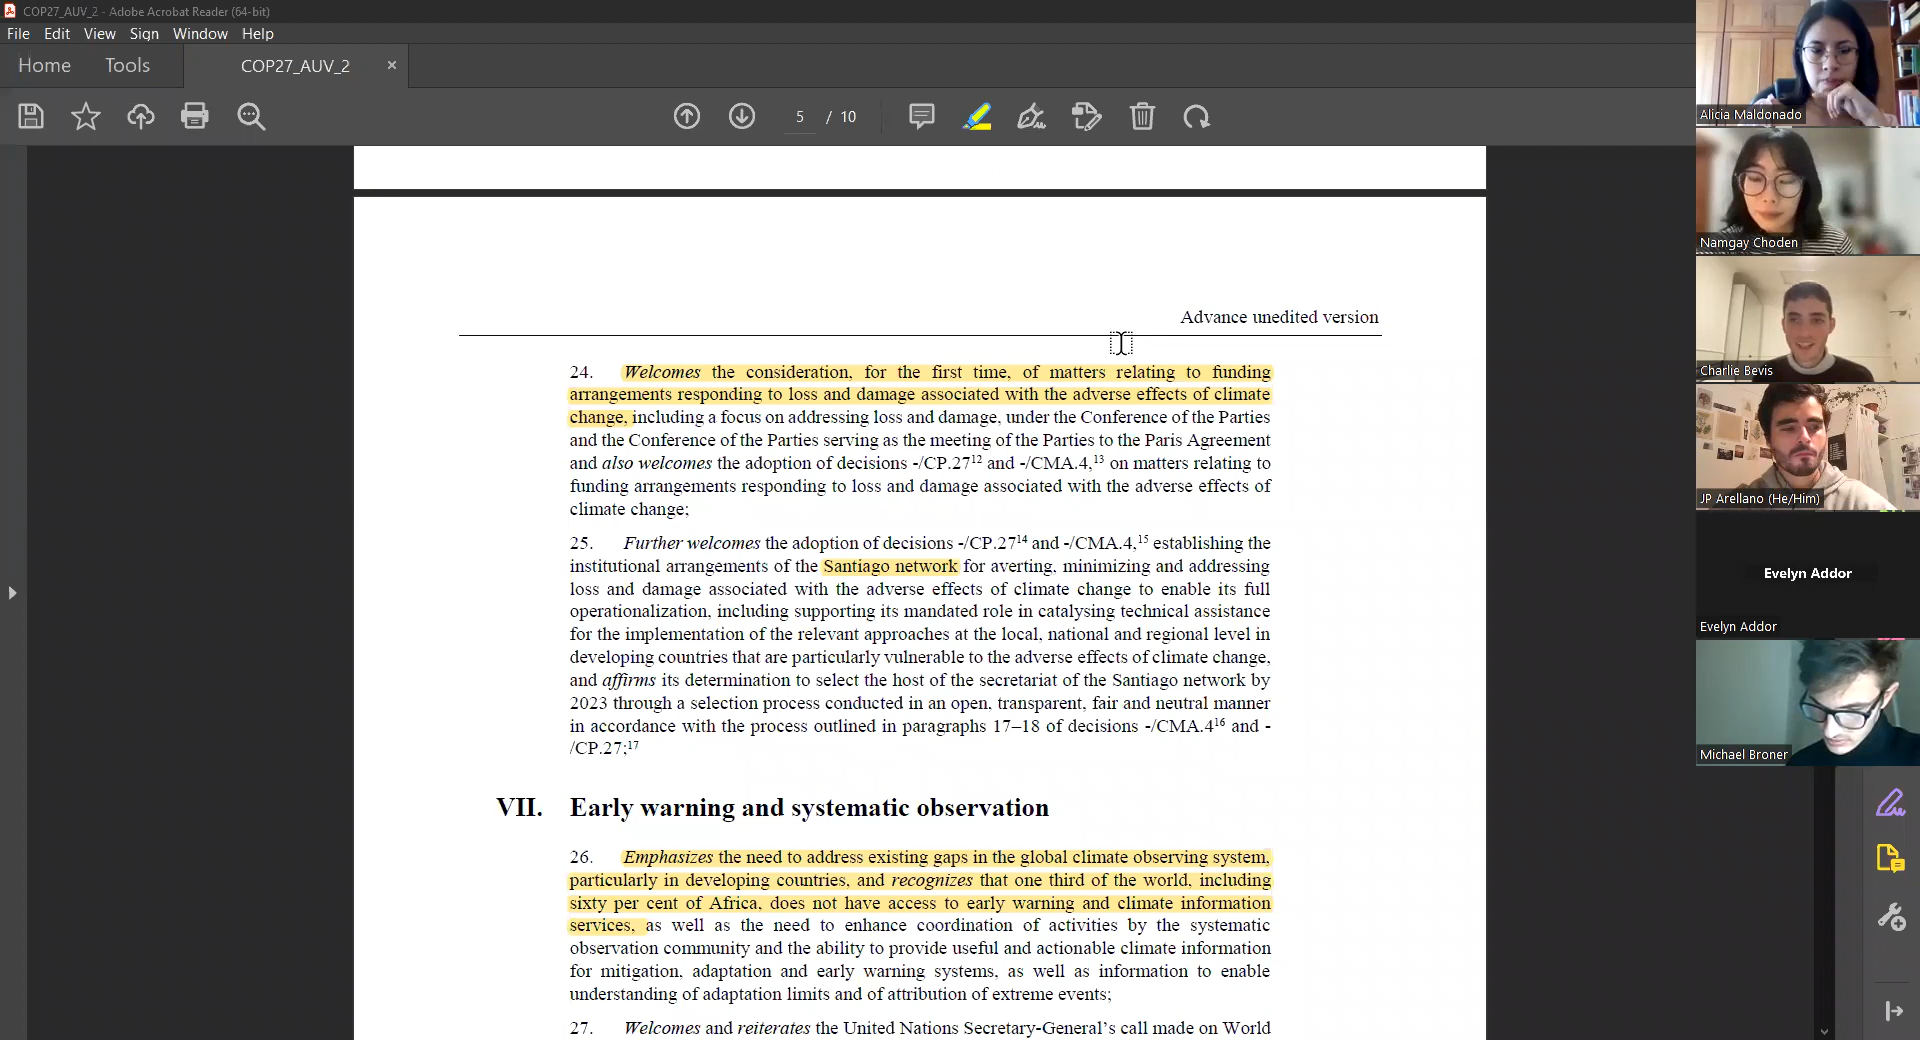 COP27_AUV_2 - Adobe Acrobat Reader (64-bit)
File Edit View Sign Window Help
Home Tools COP27_AUV_2 ×
5 / 10
Advance unedited version
24. Welcomes the consideration, for the first time, of matters relating to funding
arrangements responding to loss and damage associated with the adverse effects of climate
change, including a focus on addressing loss and damage, under the Conference of the Parties
and the Conference of the Parties serving as the meeting of the Parties to the Paris Agreement
and also welcomes the adoption of decisions -/CP.27¹² and -/CMA.4,¹³ on matters relating to
funding arrangements responding to loss and damage associated with the adverse effects of
climate change;
25. Further welcomes the adoption of decisions -/CP.27¹⁴ and -/CMA.4,¹⁵ establishing the
institutional arrangements of the Santiago network for averting, minimizing and addressing
loss and damage associated with the adverse effects of climate change to enable its full
operationalization, including supporting its mandated role in catalysing technical assistance
for the implementation of the relevant approaches at the local, national and regional level in
developing countries that are particularly vulnerable to the adverse effects of climate change,
and affirms its determination to select the host of the secretariat of the Santiago network by
2023 through a selection process conducted in an open, transparent, fair and neutral manner
in accordance with the process outlined in paragraphs 17–18 of decisions -/CMA.4¹⁶ and -
/CP.27;¹⁷
VII. Early warning and systematic observation
26. Emphasizes the need to address existing gaps in the global climate observing system,
particularly in developing countries, and recognizes that one third of the world, including
sixty per cent of Africa, does not have access to early warning and climate information
services, as well as the need to enhance coordination of activities by the systematic
observation community and the ability to provide useful and actionable climate information
for mitigation, adaptation and early warning systems, as well as information to enable
understanding of adaptation limits and of attribution of extreme events;
27. Welcomes and reiterates the United Nations Secretary-General's call made on World
Alicia Maldonado
Namgay Choden
Charlie Bevis
JP Arellano (He/Him)
Evelyn Addor
Evelyn Addor
Michael Broner